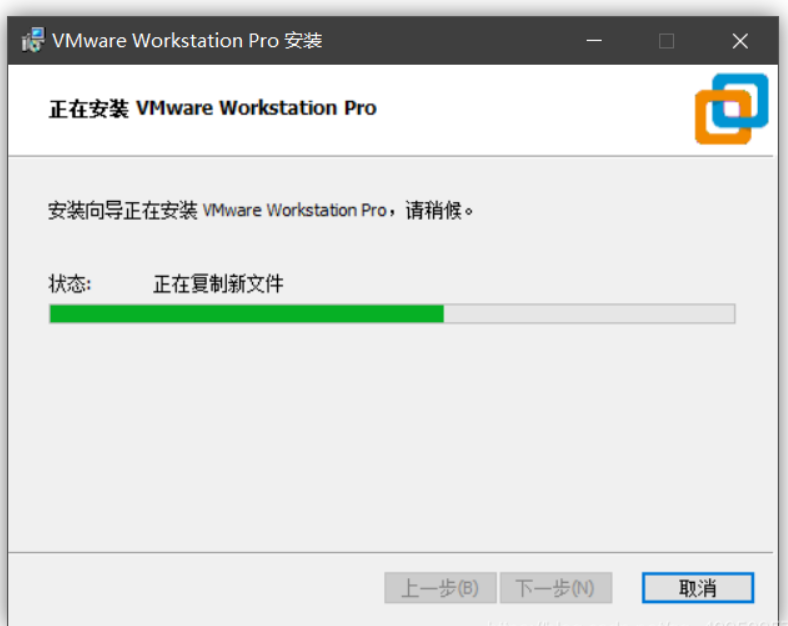 VMware Workstation Pro 安装
正在安装 VMware Workstation Pro
安装向导正在安装 VMware Workstation Pro，请稍候。
状态: 正在复制新文件
上一步(B) 下一步(N) 取消